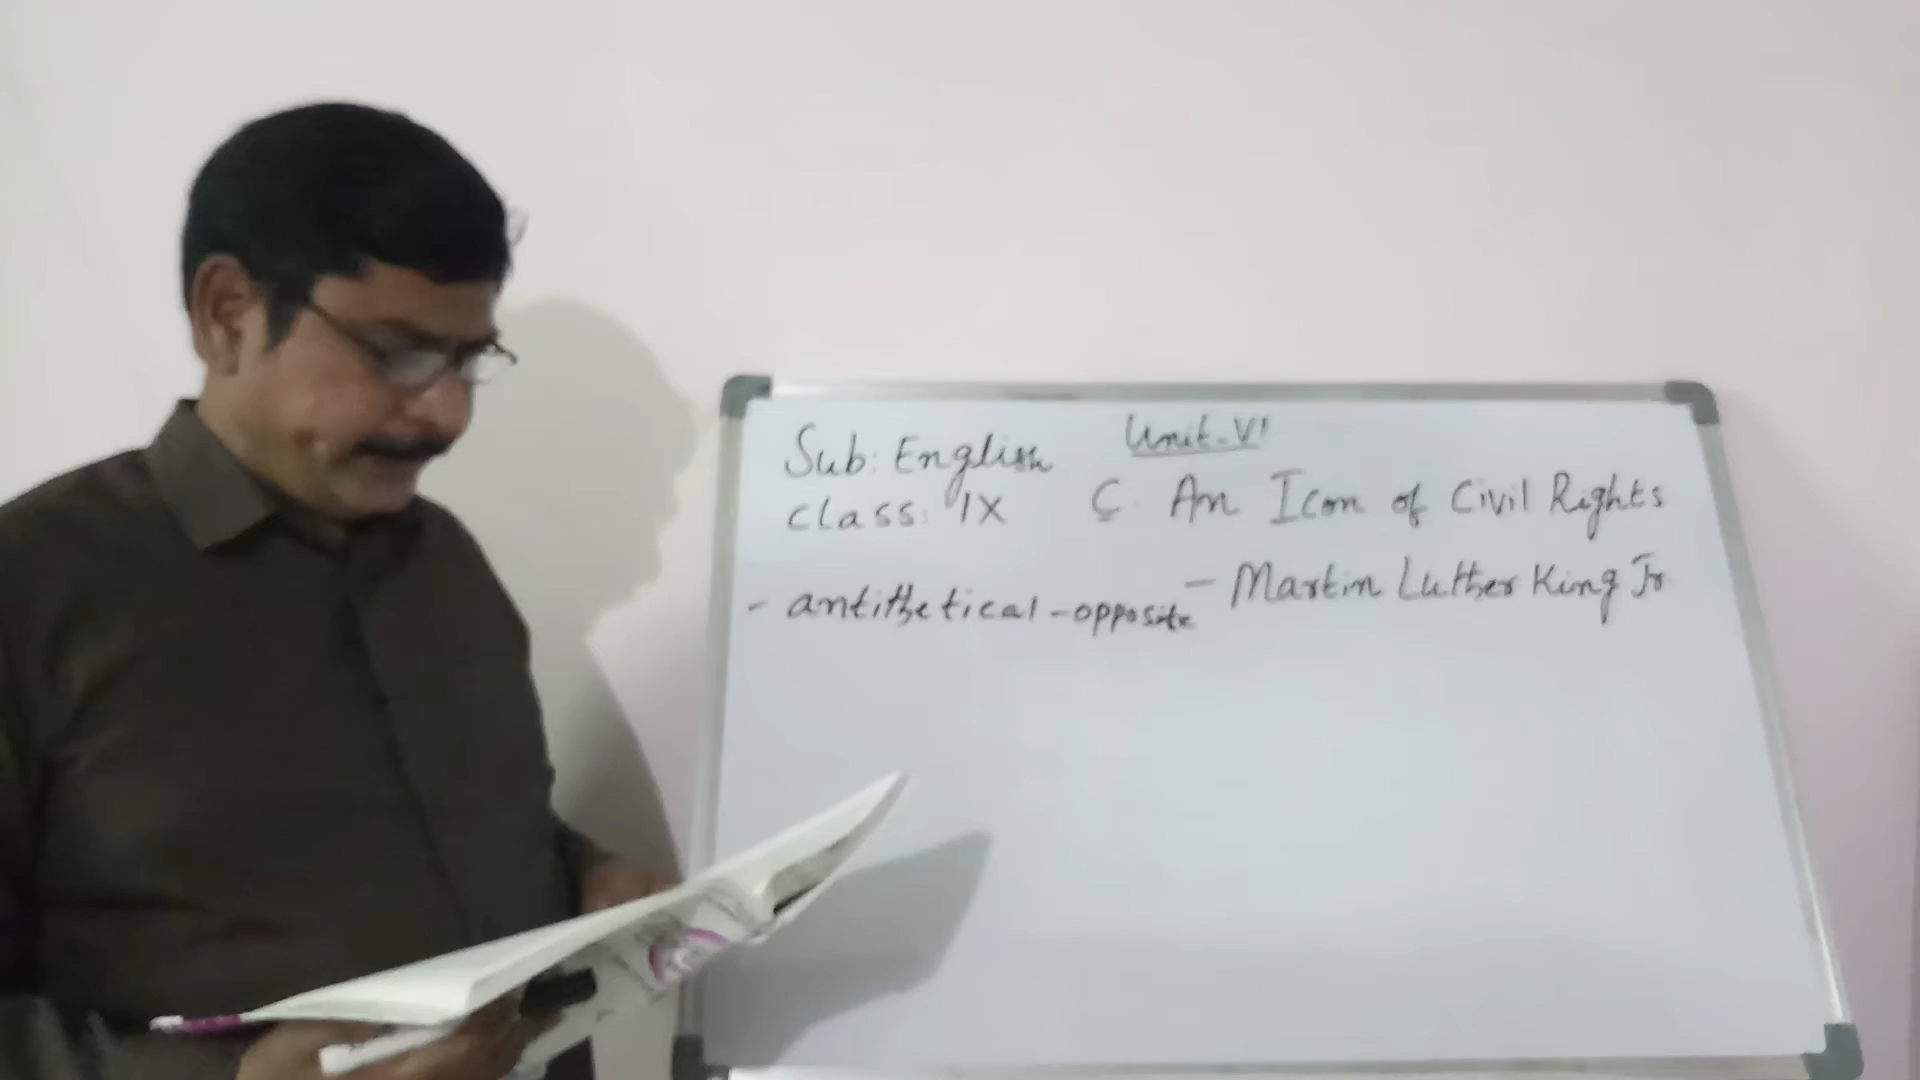 Unit-VI
Sub: English
Class: IX
C. An Icon of Civil Rights
- Martin Luther King Jr.
- antithetical - opposite